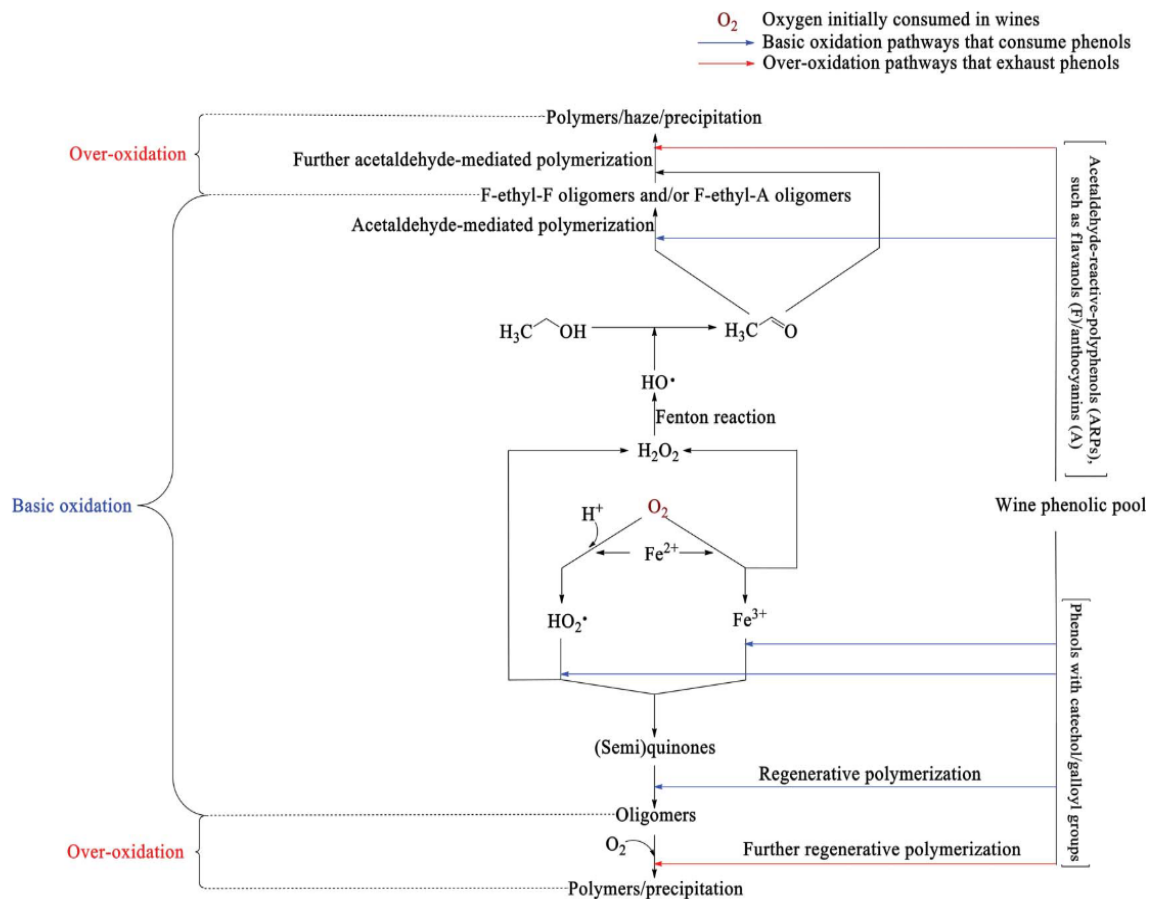 O₂ Oxygen initially consumed in wines
Basic oxidation pathways that consume phenols
Over-oxidation pathways that exhaust phenols
Polymers/haze/precipitation
Over-oxidation
Further acetaldehyde-mediated polymerization
F-ethyl-F oligomers and/or F-ethyl-A oligomers
Acetaldehyde-mediated polymerization
Acetaldehyde-reactive-polyphenols (ARPs),
such as flavanols (F)/anthocyanins (A)
H₃C OH
H₃C O
HO•
Fenton reaction
H₂O₂
Basic oxidation
Wine phenolic pool
H⁺
O₂
Fe²⁺
HO₂•
Fe³⁺
Phenols with catechol/galloyl groups
(Semi)quinones
Regenerative polymerization
Oligomers
Over-oxidation
O₂
Further regenerative polymerization
Polymers/precipitation